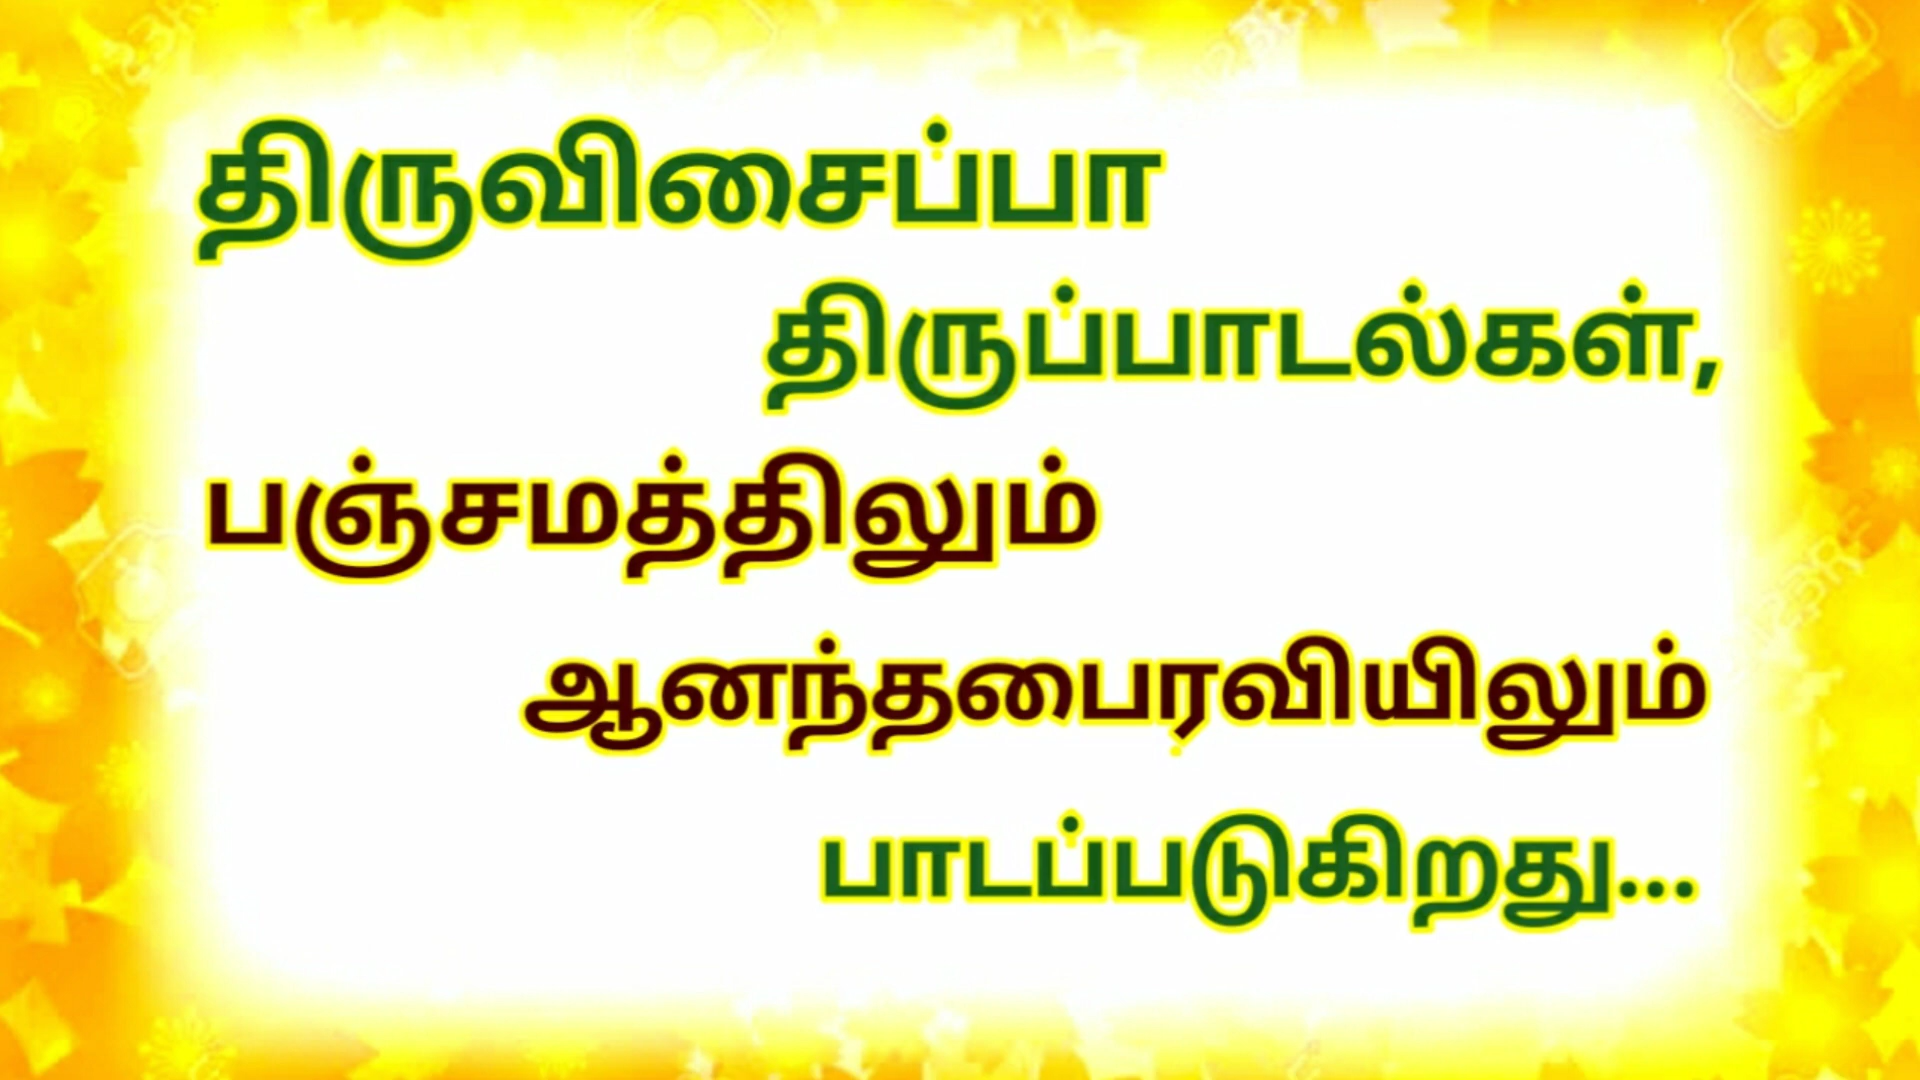 திருவிசைப்பா
திருப்பாடல்கள்,
பஞ்சமத்திலும்
ஆனந்தபைரவியிலும்
பாடப்படுகிறது...